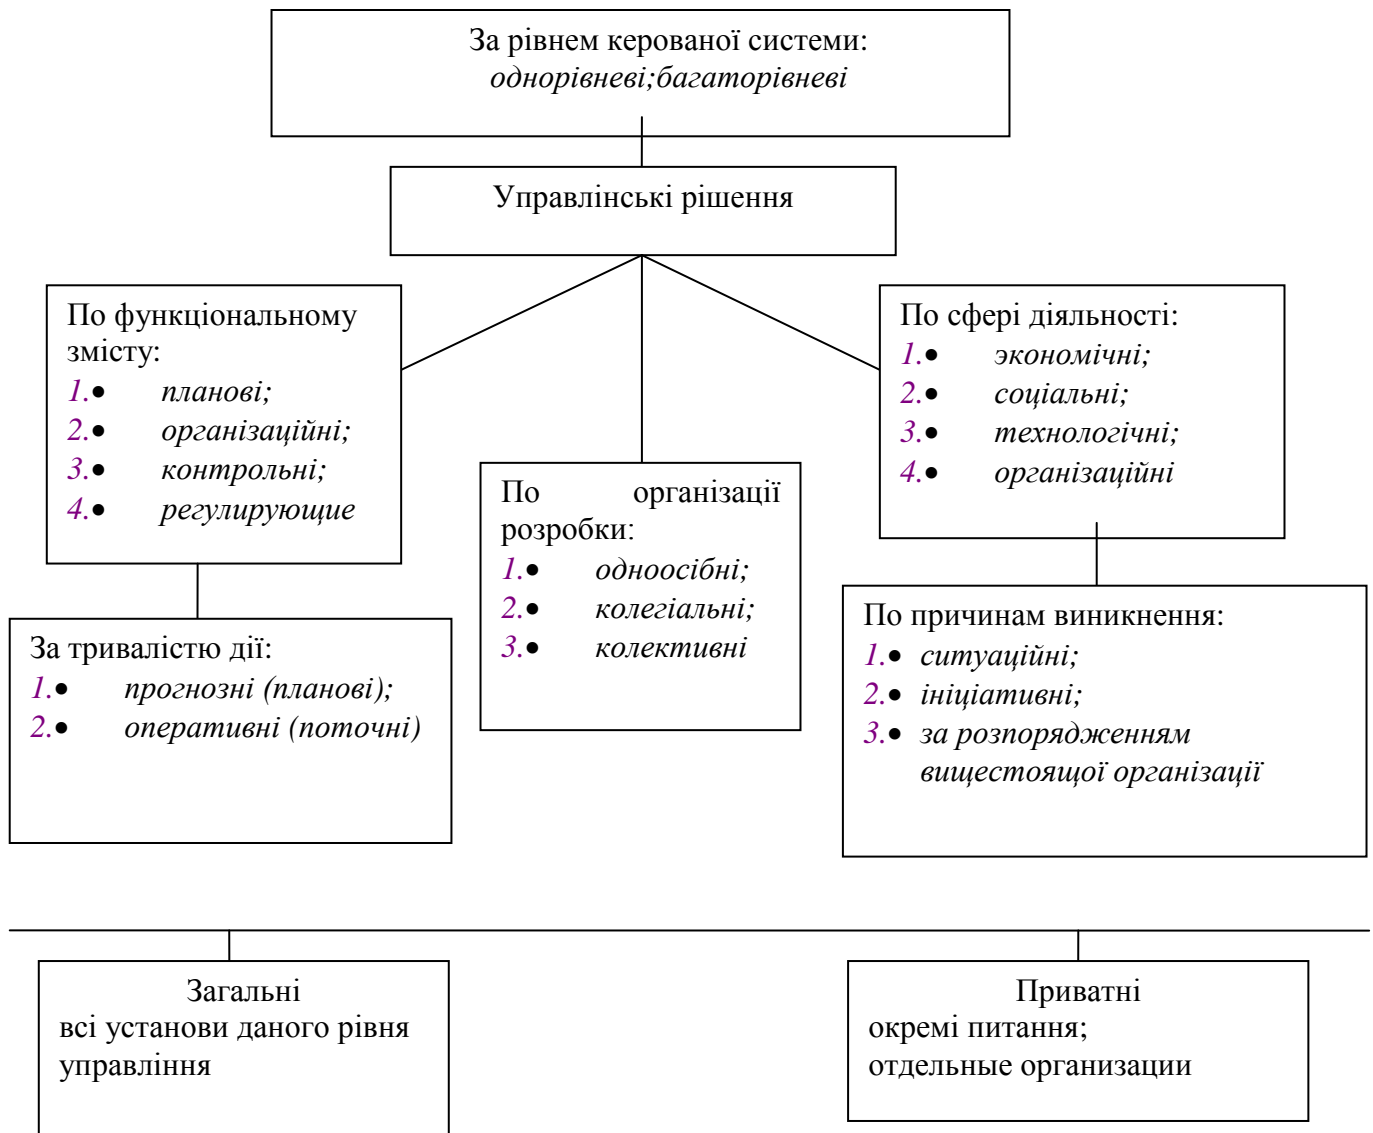 За рівнем керованої системи:
однорівневі;багаторівневі
Управлінські рішення
По функціональному
змісту:
1.• планові;
2.• організаційні;
3.• контрольні;
4.• регулирующие
По організації
розробки:
1.• одноосібні;
2.• колегіальні;
3.• колективні
По сфері діяльності:
1.• экономічні;
2.• соціальні;
3.• технологічні;
4.• організаційні
За тривалістю дії:
1.• прогнозні (планові);
2.• оперативні (поточні)
По причинам виникнення:
1.• ситуаційні;
2.• ініціативні;
3.• за розпорядженням
вищестоящої організації
Загальні
всі установи даного рівня
управління
Приватні
окремі питання;
отдельные организации